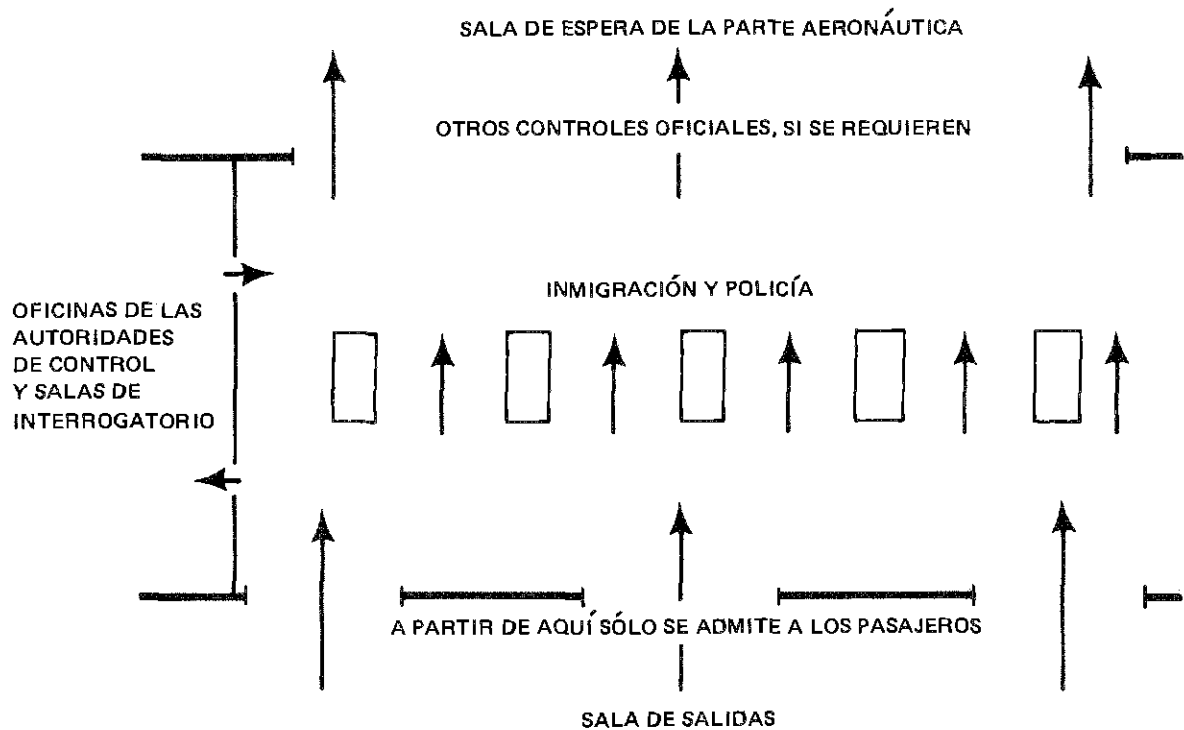 SALA DE ESPERA DE LA PARTE AERONÁUTICA
OTROS CONTROLES OFICIALES, SI SE REQUIEREN
INMIGRACIÓN Y POLICÍA
OFICINAS DE LAS
AUTORIDADES
DE CONTROL
Y SALAS DE
INTERROGATORIO
A PARTIR DE AQUÍ SÓLO SE ADMITE A LOS PASAJEROS
SALA DE SALIDAS